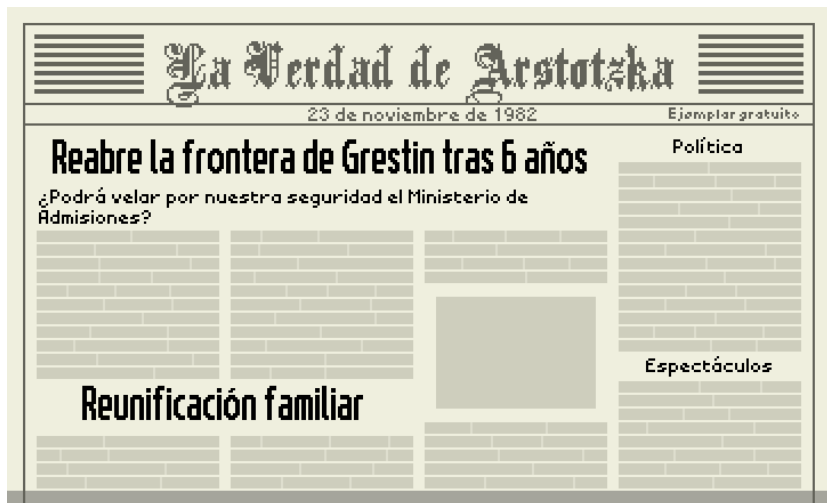 La Verdad de Arstotzka
23 de noviembre de 1982
Ejemplar gratuito
Reabre la frontera de Grestin tras 6 años
¿Podrá velar por nuestra seguridad el Ministerio de
Admisiones?
Política
Espectáculos
Reunificación familiar